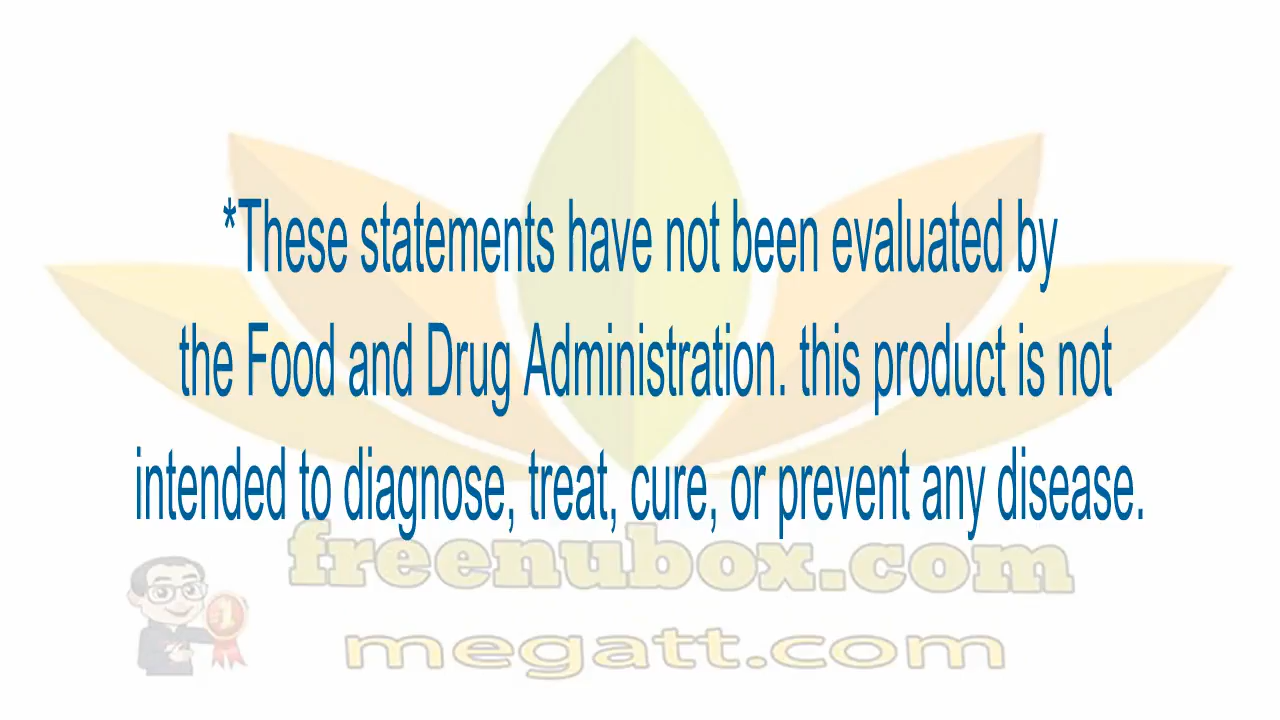 *These statements have not been evaluated by
the Food and Drug Administration. this product is not
intended to diagnose, treat, cure, or prevent any disease.
freenubox.com
1
megatt.com